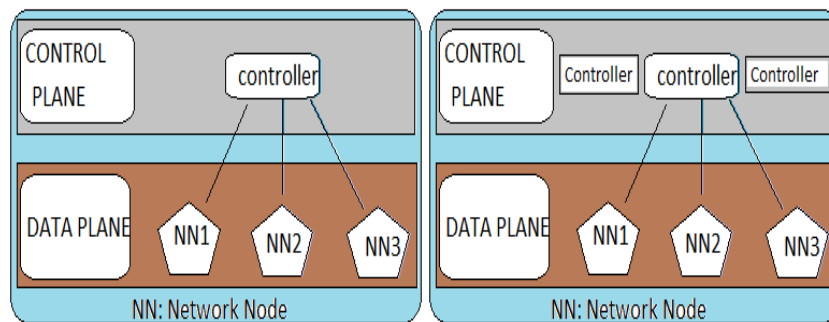 CONTROL
PLANE
controller
DATA PLANE
NN1
NN2
NN3
NN: Network Node
CONTROL
PLANE
Controller
controller
Controller
DATA PLANE
NN1
NN2
NN3
NN: Network Node